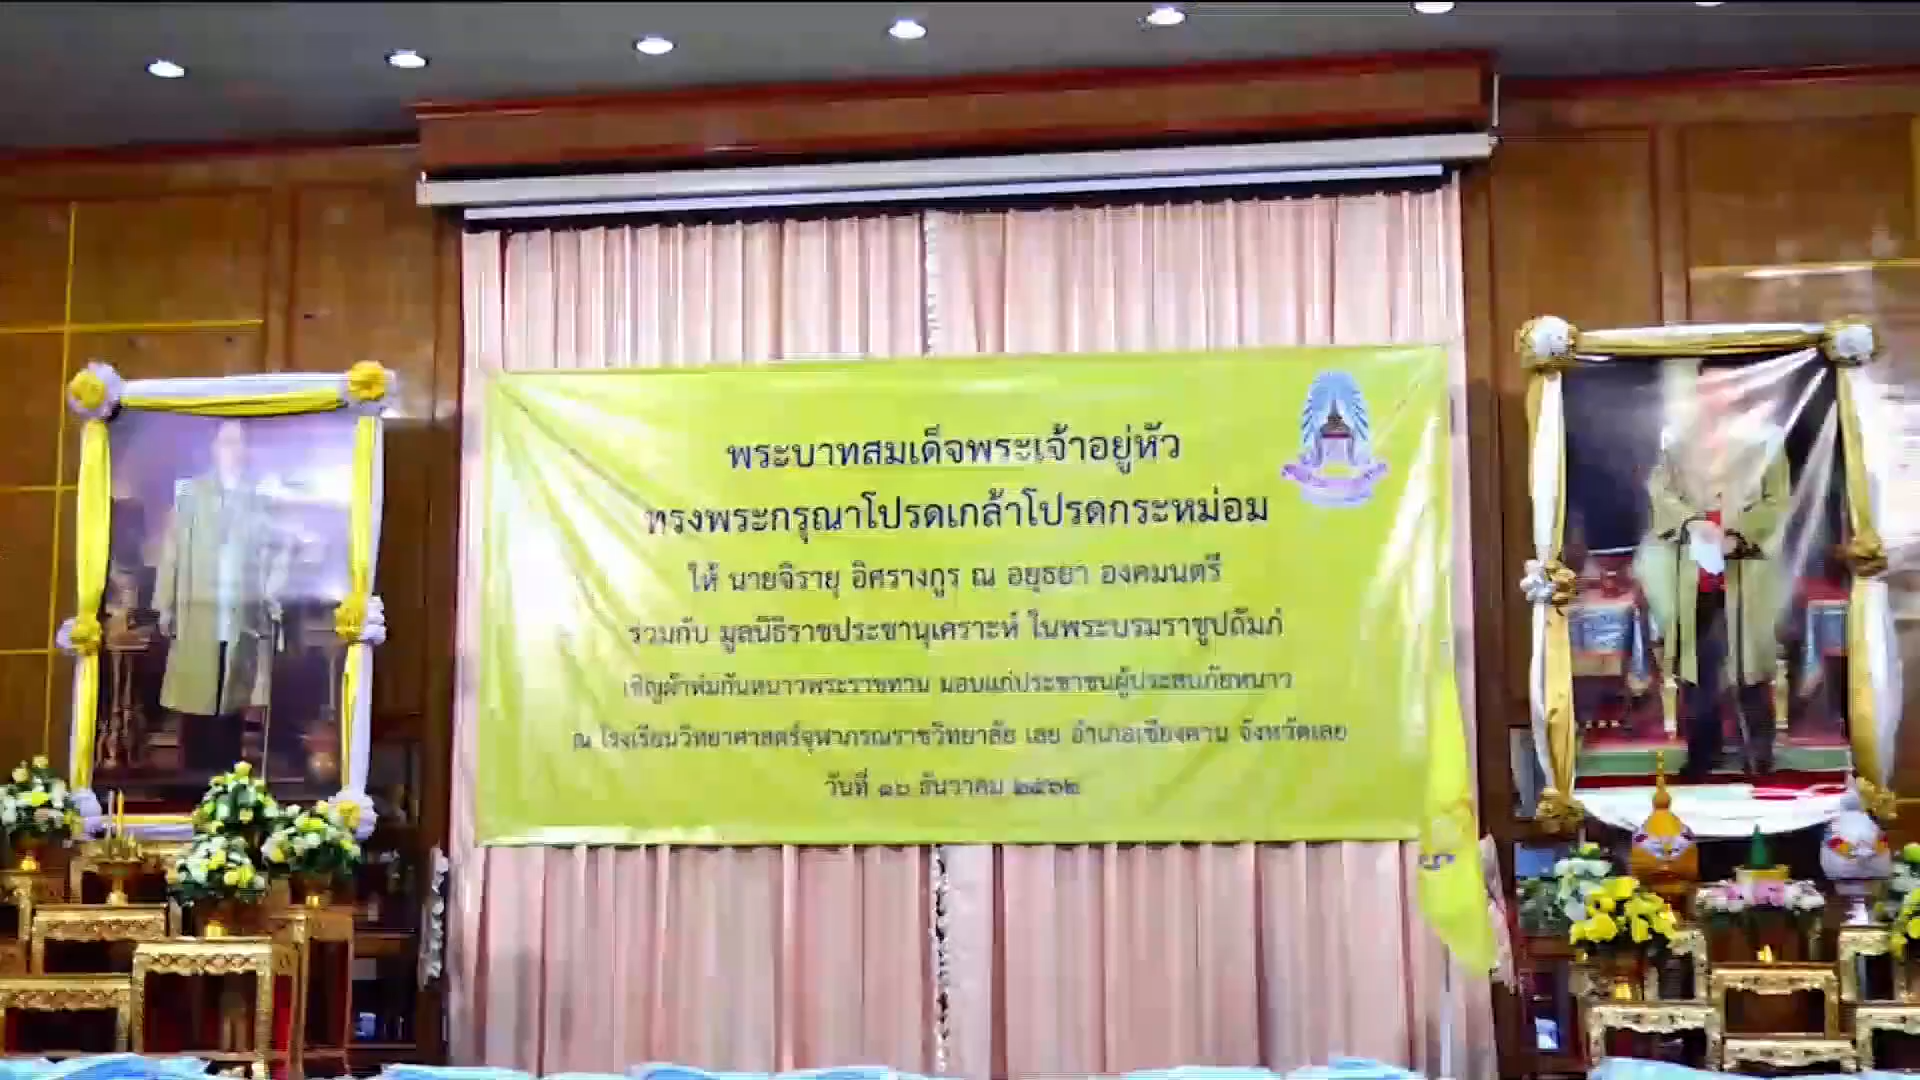 พระบาทสมเด็จพระเจ้าอยู่หัว
ทรงพระกรุณาโปรดเกล้าโปรดกระหม่อม
ให้ นายจิรายุ อิศรางกูร ณ อยุธยา องคมนตรี
ร่วมกับ มูลนิธิราชประชานุเคราะห์ ในพระบรมราชูปถัมภ์
เชิญผ้าห่มกันหนาวพระราชทาน มอบแก่ประชาชนผู้ประสบภัยหนาว
ณ โรงเรียนวิทยาศาสตร์จุฬาภรณราชวิทยาลัย เลย อำเภอเชียงคาน จังหวัดเลย
วันที่ ๑๖ ธันวาคม ๒๕๖๒